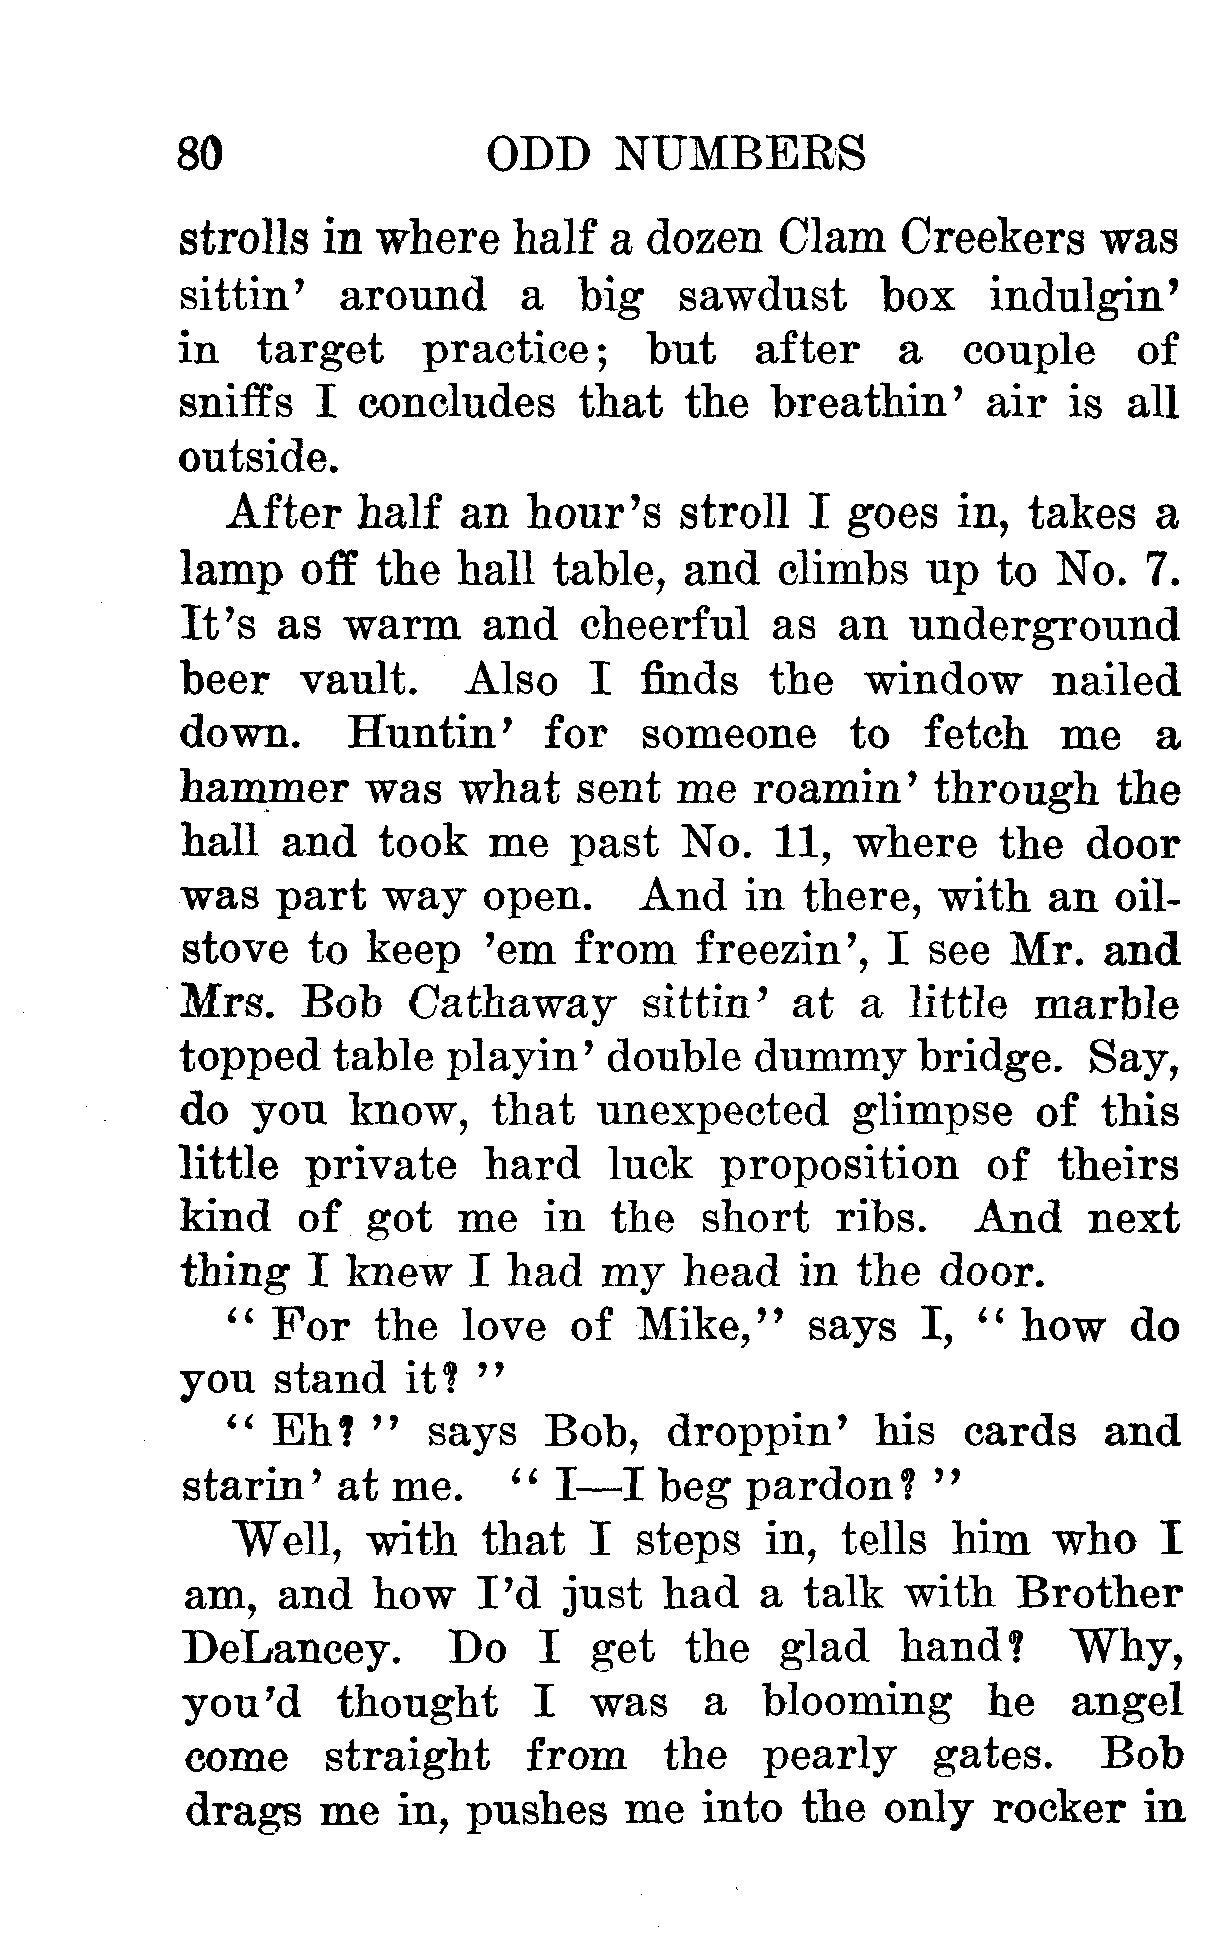 80 ODD NUMBERS
strolls in where half a dozen Clam Creekers was
sittin' around a big sawdust box indulgin'
in target practice; but after a couple of
sniffs I concludes that the breathin' air is all
outside.
After half an hour's stroll I goes in, takes a
lamp off the hall table, and climbs up to No. 7.
It's as warm and cheerful as an underground
beer vault. Also I finds the window nailed
down. Huntin' for someone to fetch me a
hammer was what sent me roamin' through the
hall and took me past No. 11, where the door
was part way open. And in there, with an oil-
stove to keep 'em from freezin', I see Mr. and
Mrs. Bob Cathaway sittin' at a little marble
topped table playin' double dummy bridge. Say,
do you know, that unexpected glimpse of this
little private hard luck proposition of theirs
kind of got me in the short ribs. And next
thing I knew I had my head in the door.
"For the love of Mike," says I, "how do
you stand it?"
"Eh?" says Bob, droppin' his cards and
starin' at me. "I—I beg pardon?"
Well, with that I steps in, tells him who I
am, and how I'd just had a talk with Brother
DeLancey. Do I get the glad hand? Why,
you'd thought I was a blooming he angel
come straight from the pearly gates. Bob
drags me in, pushes me into the only rocker in